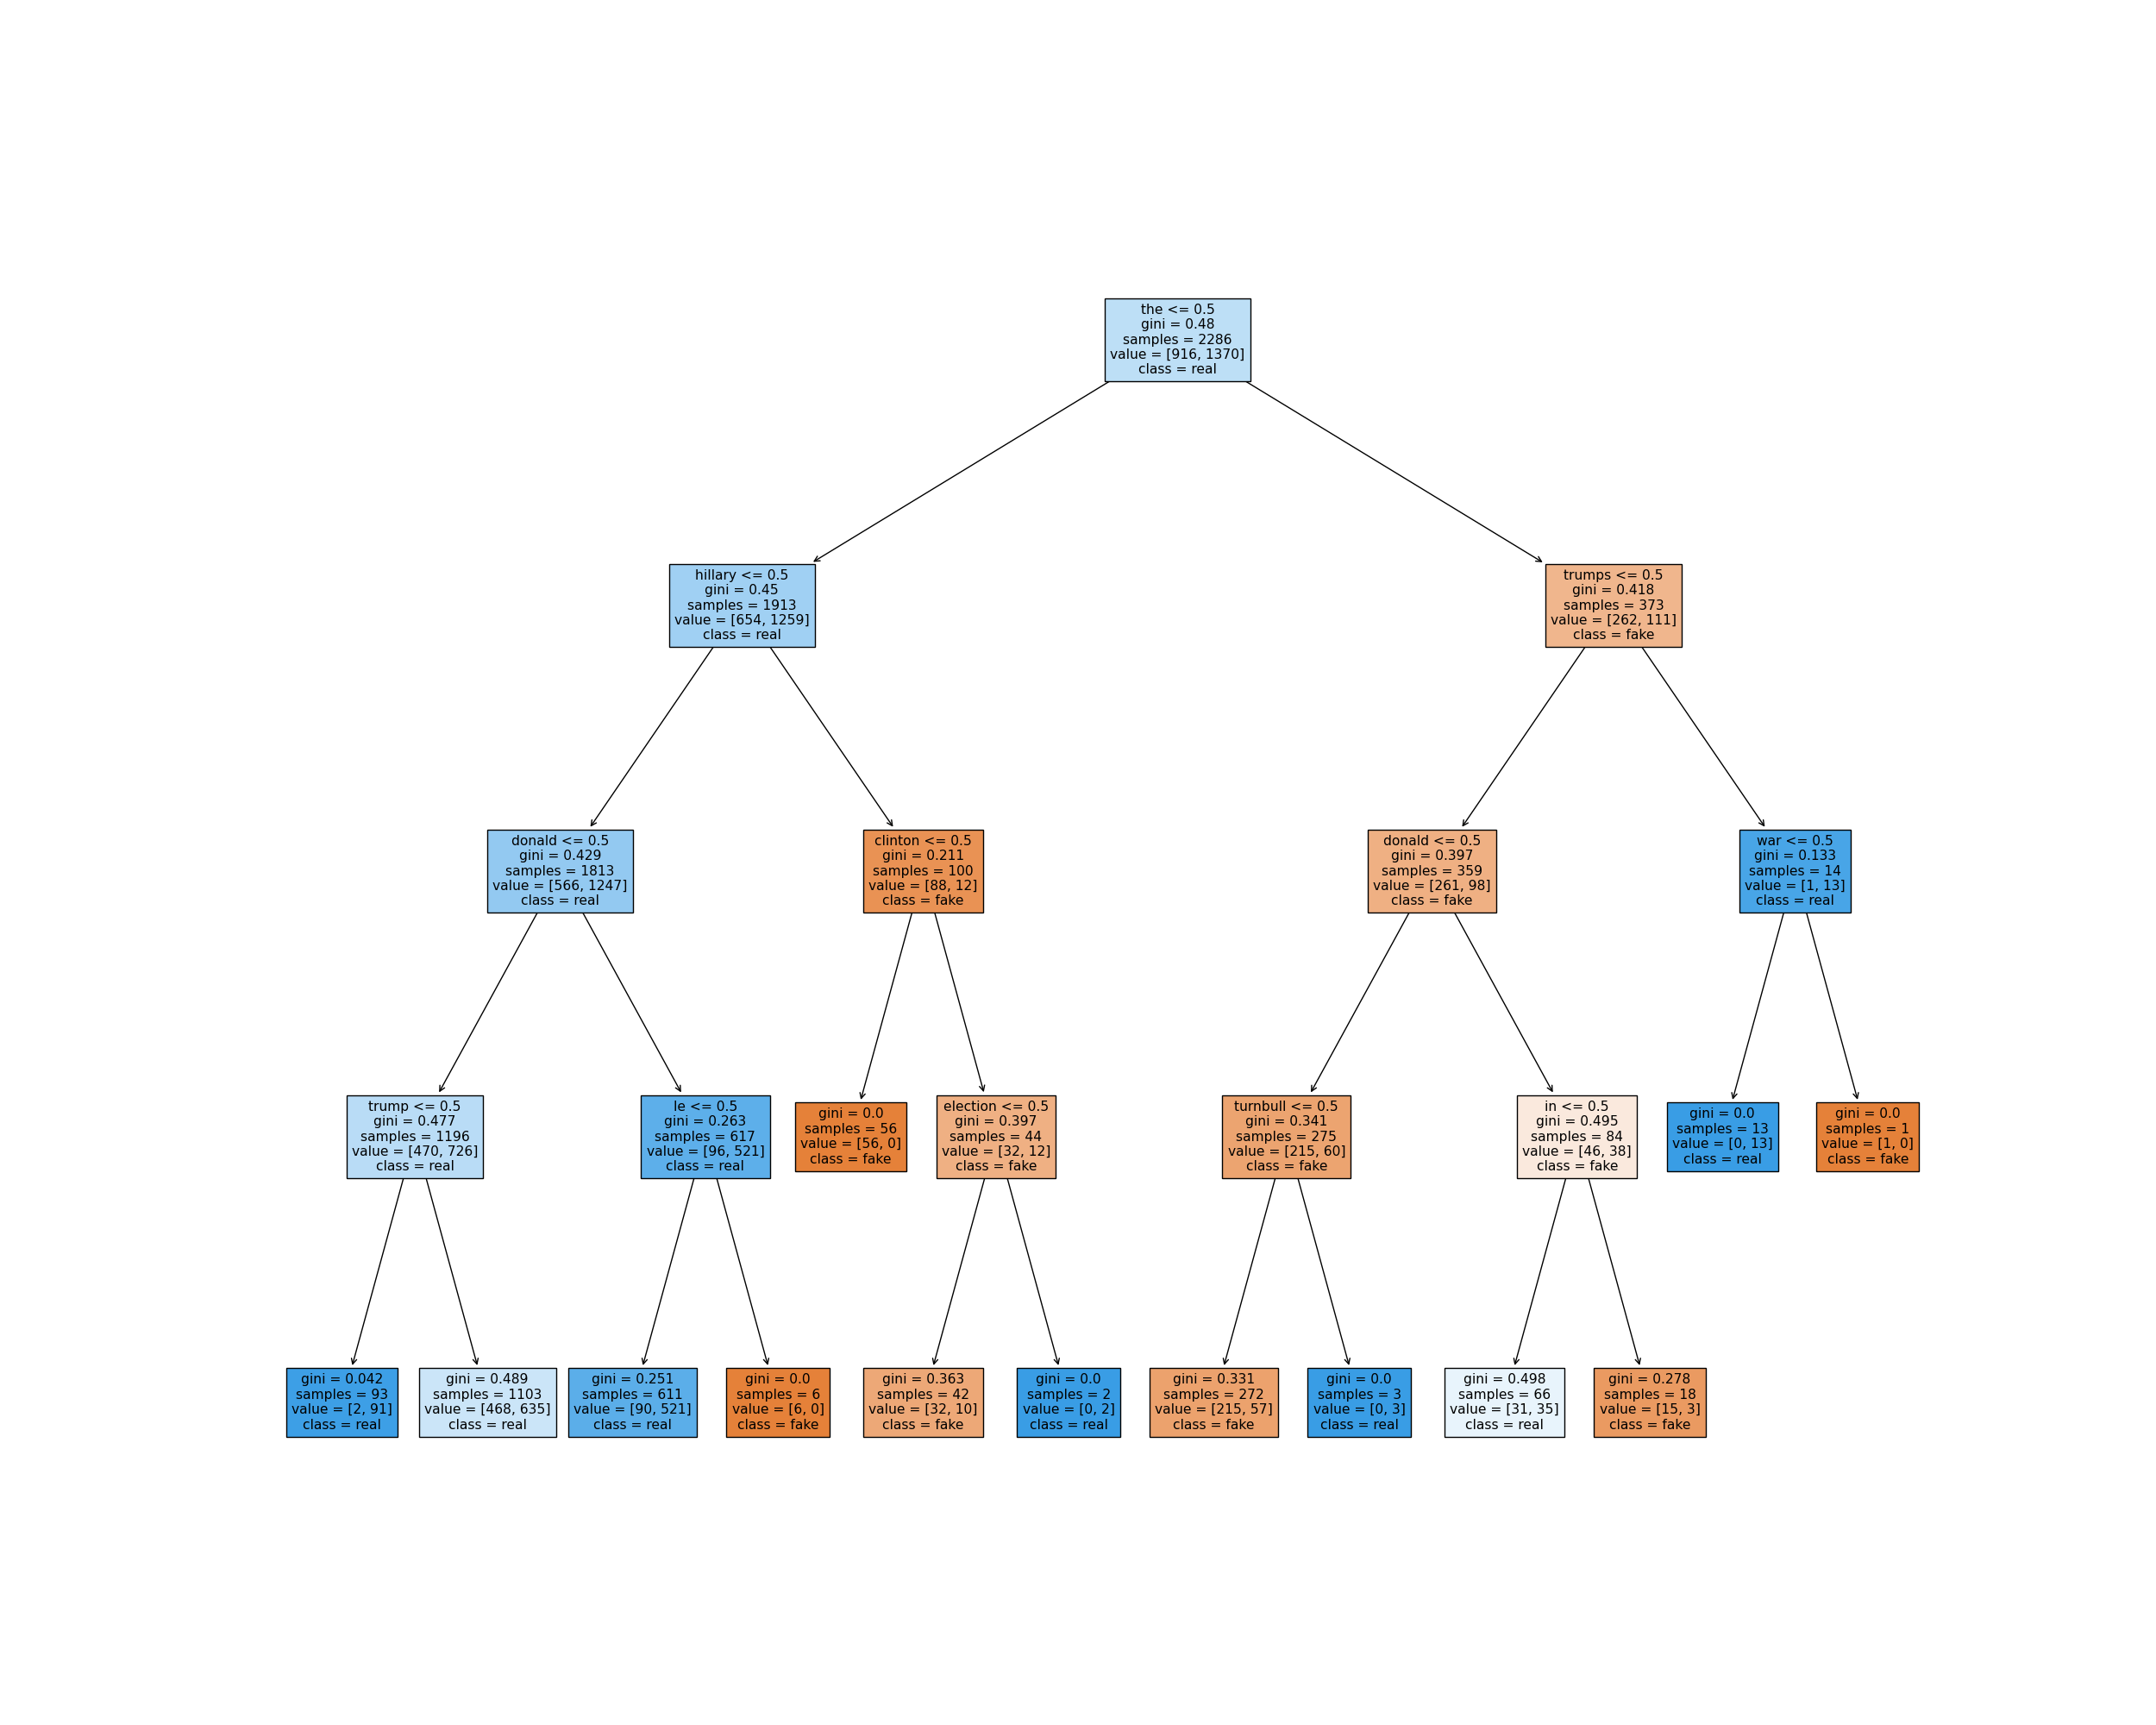 the <= 0.5
gini = 0.48
samples = 2286
value = [916, 1370]
class = real
hillary <= 0.5
gini = 0.45
samples = 1913
value = [654, 1259]
class = real
trumps <= 0.5
gini = 0.418
samples = 373
value = [262, 111]
class = fake
donald <= 0.5
gini = 0.429
samples = 1813
value = [566, 1247]
class = real
clinton <= 0.5
gini = 0.211
samples = 100
value = [88, 12]
class = fake
donald <= 0.5
gini = 0.397
samples = 359
value = [261, 98]
class = fake
war <= 0.5
gini = 0.133
samples = 14
value = [1, 13]
class = real
trump <= 0.5
gini = 0.477
samples = 1196
value = [470, 726]
class = real
le <= 0.5
gini = 0.263
samples = 617
value = [96, 521]
class = real
gini = 0.0
samples = 56
value = [56, 0]
class = fake
election <= 0.5
gini = 0.397
samples = 44
value = [32, 12]
class = fake
turnbull <= 0.5
gini = 0.341
samples = 275
value = [215, 60]
class = fake
in <= 0.5
gini = 0.495
samples = 84
value = [46, 38]
class = fake
gini = 0.0
samples = 13
value = [0, 13]
class = real
gini = 0.0
samples = 1
value = [1, 0]
class = fake
gini = 0.042
samples = 93
value = [2, 91]
class = real
gini = 0.489
samples = 1103
value = [468, 635]
class = real
gini = 0.251
samples = 611
value = [90, 521]
class = real
gini = 0.0
samples = 6
value = [6, 0]
class = fake
gini = 0.363
samples = 42
value = [32, 10]
class = fake
gini = 0.0
samples = 2
value = [0, 2]
class = real
gini = 0.331
samples = 272
value = [215, 57]
class = fake
gini = 0.0
samples = 3
value = [0, 3]
class = real
gini = 0.498
samples = 66
value = [31, 35]
class = real
gini = 0.278
samples = 18
value = [15, 3]
class = fake